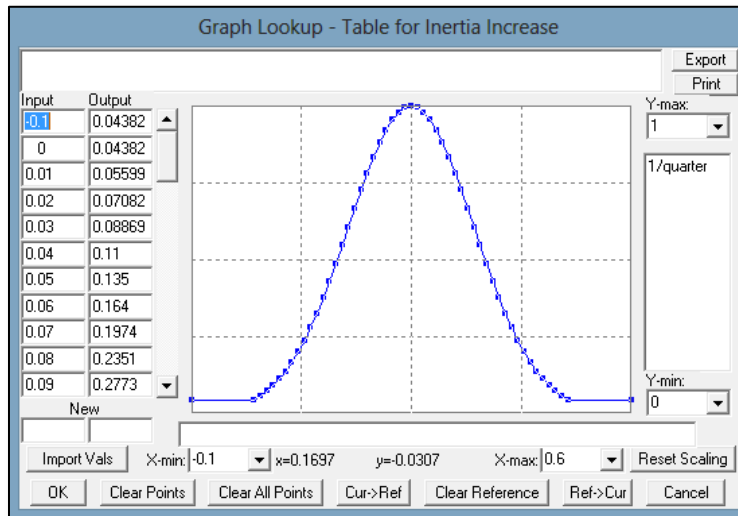 Graph Lookup - Table for Inertia Increase
Export
Print
Input Output
-0.1 0.04382
0 0.04382
0.01 0.05599
0.02 0.07082
0.03 0.08869
0.04 0.11
0.05 0.135
0.06 0.164
0.07 0.1974
0.08 0.2351
0.09 0.2773
New
Y-max:
1
1/quarter
Y-min:
0
Import Vals X-min: -0.1 x=0.1697 y=-0.0307 X-max: 0.6 Reset Scaling
OK Clear Points Clear All Points Cur->Ref Clear Reference Ref->Cur Cancel